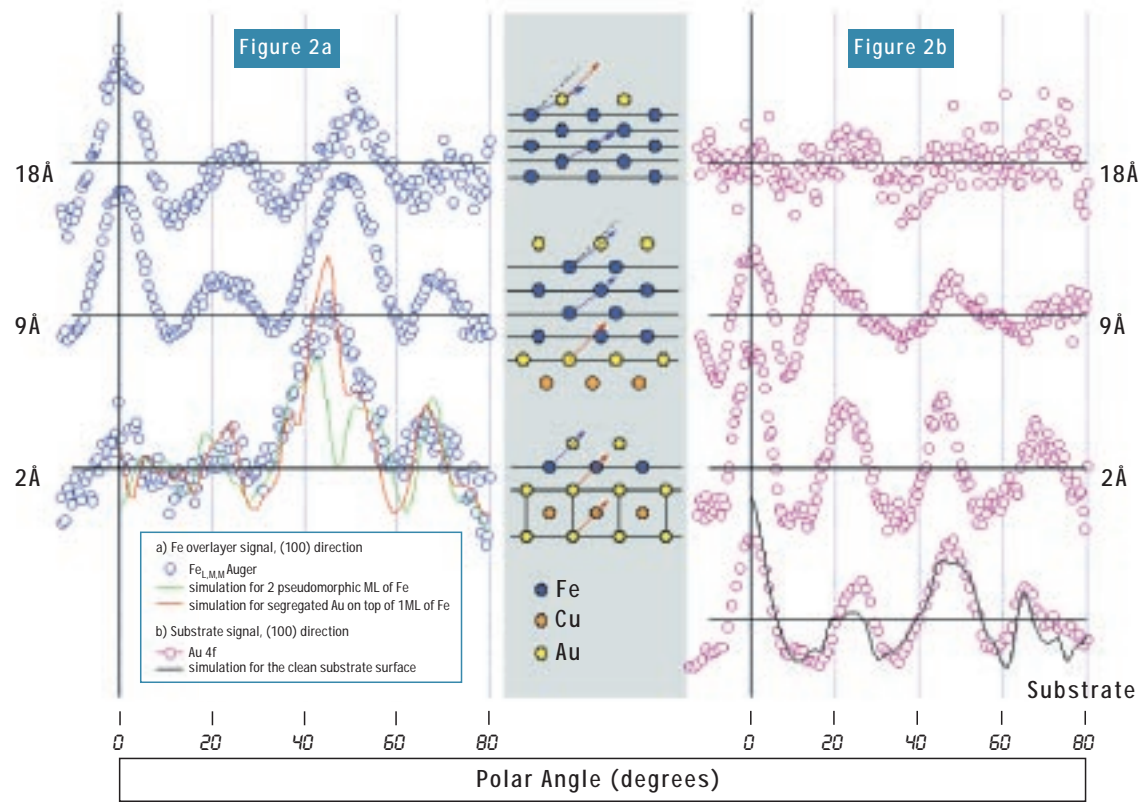 Figure 2a
Figure 2b
18Å
9Å
2Å
18Å
9Å
2Å
Substrate
a) Fe overlayer signal, (100) direction
FeL,M,M Auger
simulation for 2 pseudomorphic ML of Fe
simulation for segregated Au on top of 1ML of Fe
b) Substrate signal, (100) direction
Au 4f
simulation for the clean substrate surface
Fe
Cu
Au
0 20 40 60 80
0 20 40 60 80
Polar Angle (degrees)